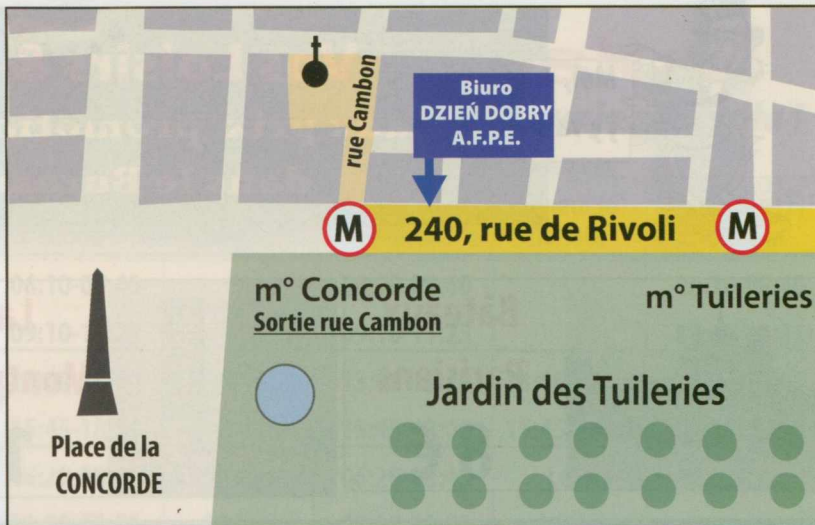 rue Cambon
Biuro
DZIEŃ DOBRY
A.F.P.E.
M
240, rue de Rivoli
M
m° Concorde
Sortie rue Cambon
m° Tuileries
Jardin des Tuileries
Place de la
CONCORDE